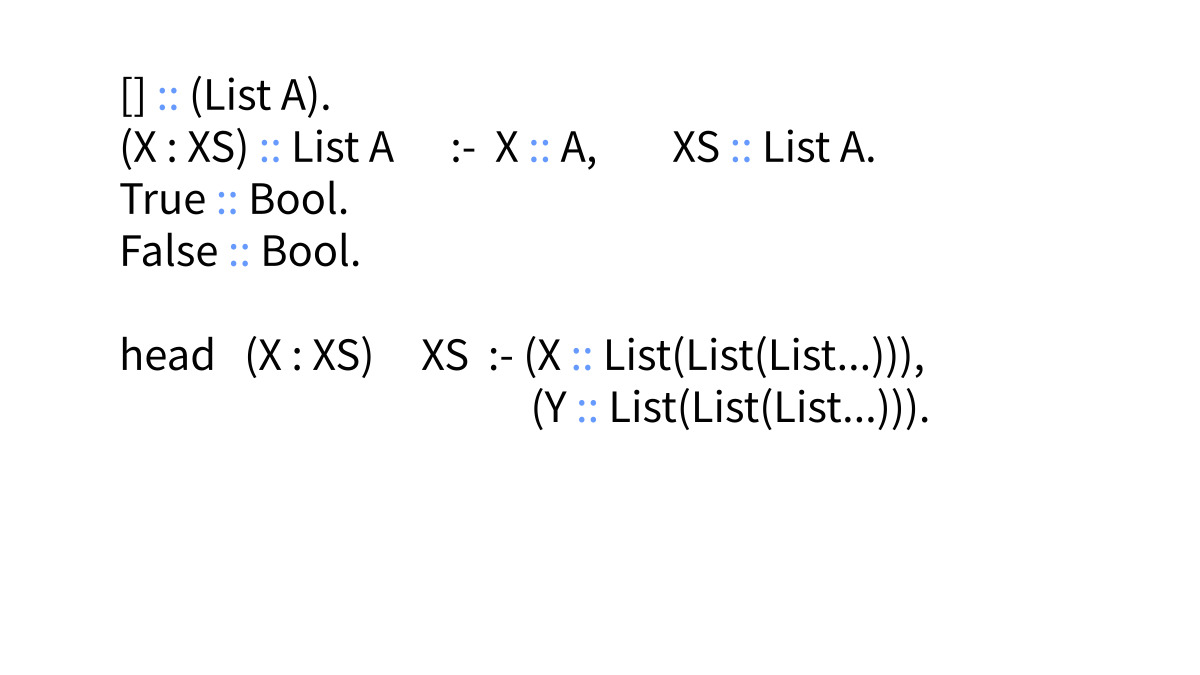 [] :: (List A).
(X : XS) :: List A :- X :: A, XS :: List A.
True :: Bool.
False :: Bool.
head (X : XS) XS :- (X :: List(List(List...))),
(Y :: List(List(List...))).